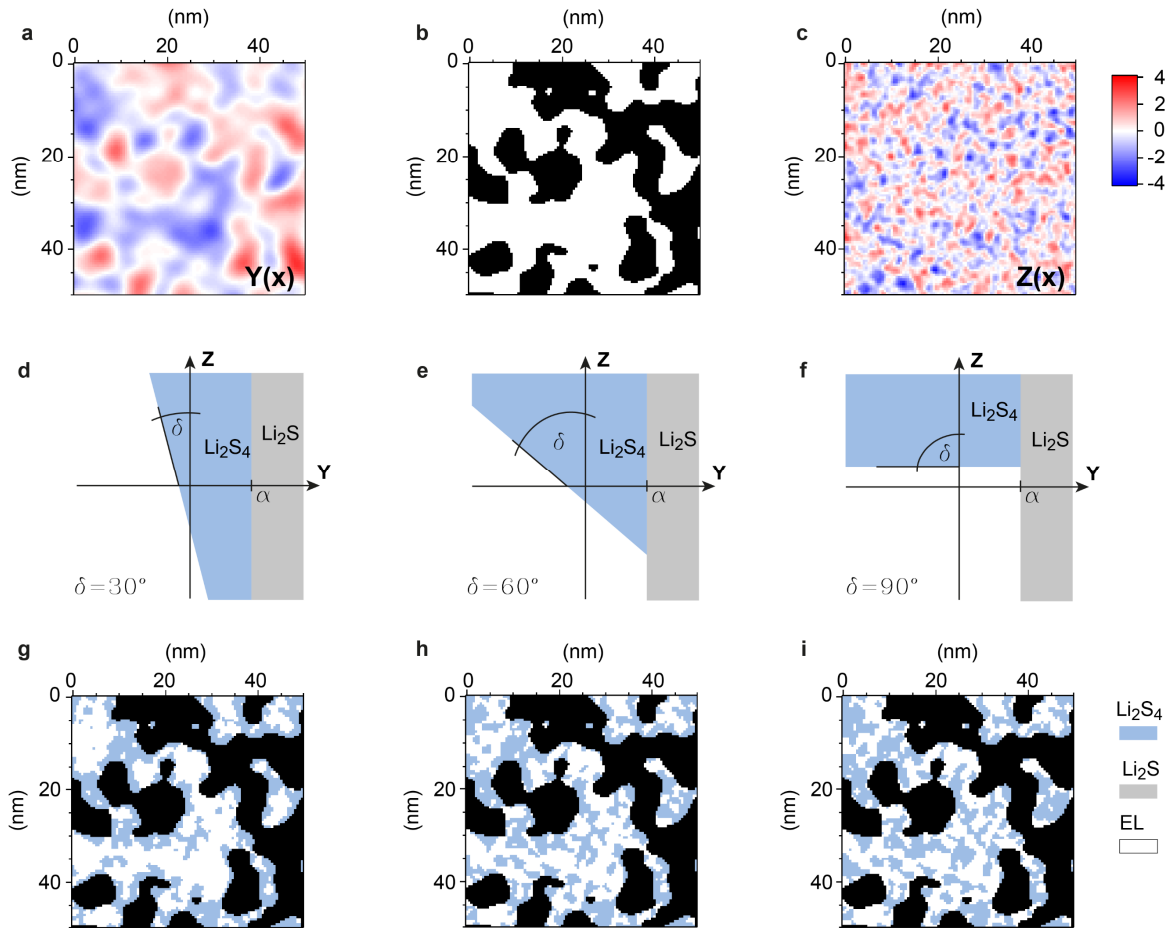 (nm) (nm) (nm)
a b c
0 20 40 0 20 40 0 20 40
0 0 0
20 20 20
40 40 40
(nm) (nm) (nm)
Y(x) Z(x)
4
2
0
-2
-4
d Z e Z f Z
δ Li₂S₄ Li₂S Y α
δ=30°
δ Li₂S₄ Li₂S Y α
δ=60°
δ Li₂S₄ Li₂S Y α
δ=90°
g h i
(nm) (nm) (nm)
0 20 40 0 20 40 0 20 40
0 0 0
20 20 20
40 40 40
(nm) (nm) (nm)
Li₂S₄
Li₂S
EL